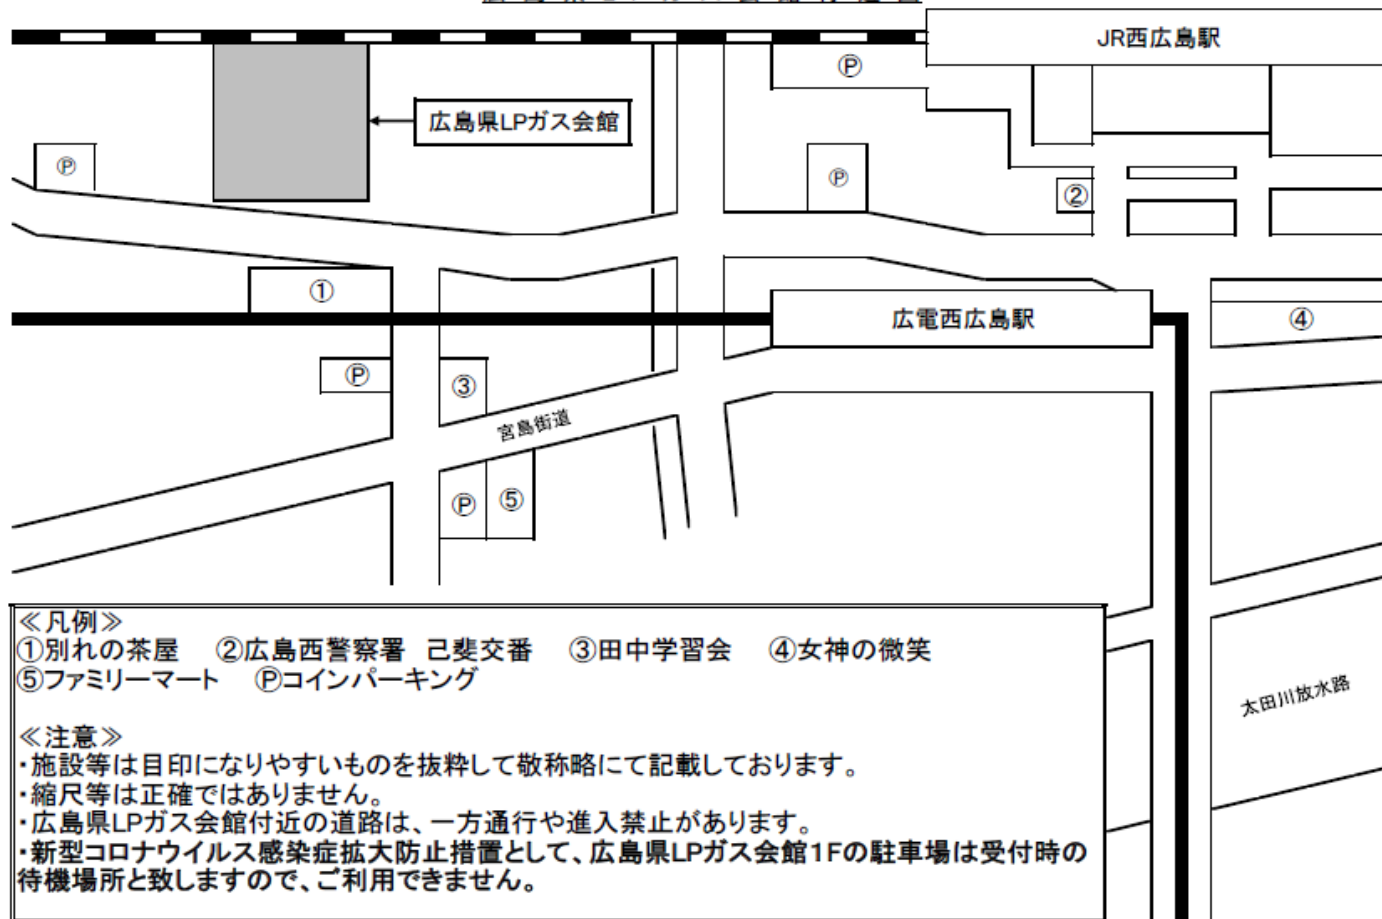 JR西広島駅
Ⓟ
広島県LPガス会館
Ⓟ
Ⓟ
②
①
広電西広島駅
④
Ⓟ
③
宮島街道
Ⓟ
⑤
≪凡例≫
①別れの茶屋 ②広島西警察署 己斐交番 ③田中学習会 ④女神の微笑
⑤ファミリーマート Ⓟコインパーキング
太田川放水路
≪注意≫
・施設等は目印になりやすいものを抜粋して敬称略にて記載しております。
・縮尺等は正確ではありません。
・広島県LPガス会館付近の道路は、一方通行や進入禁止があります。
・新型コロナウイルス感染症拡大防止措置として、広島県LPガス会館1Fの駐車場は受付時の
待機場所と致しますので、ご利用できません。